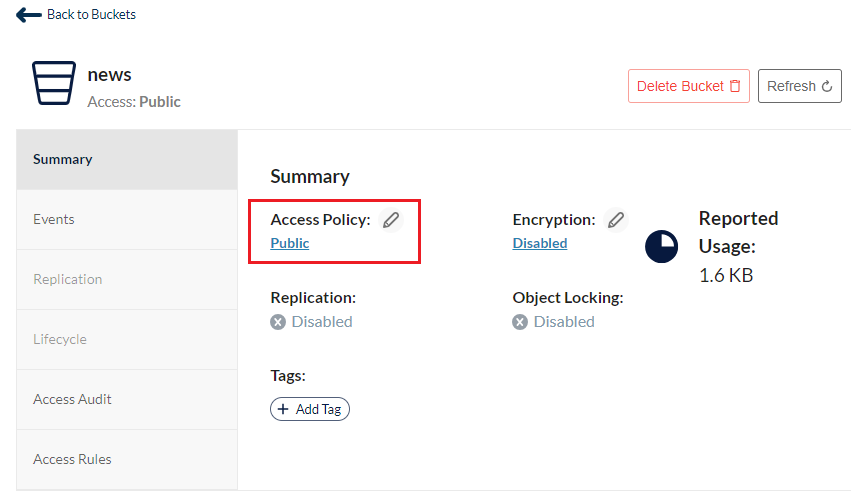 Back to Buckets
news
Access: Public
Delete Bucket
Refresh
Summary
Events
Replication
Lifecycle
Access Audit
Access Rules
Summary
Access Policy:
Public
Encryption:
Disabled
Reported
Usage:
1.6 KB
Replication:
Disabled
Object Locking:
Disabled
Tags:
+ Add Tag